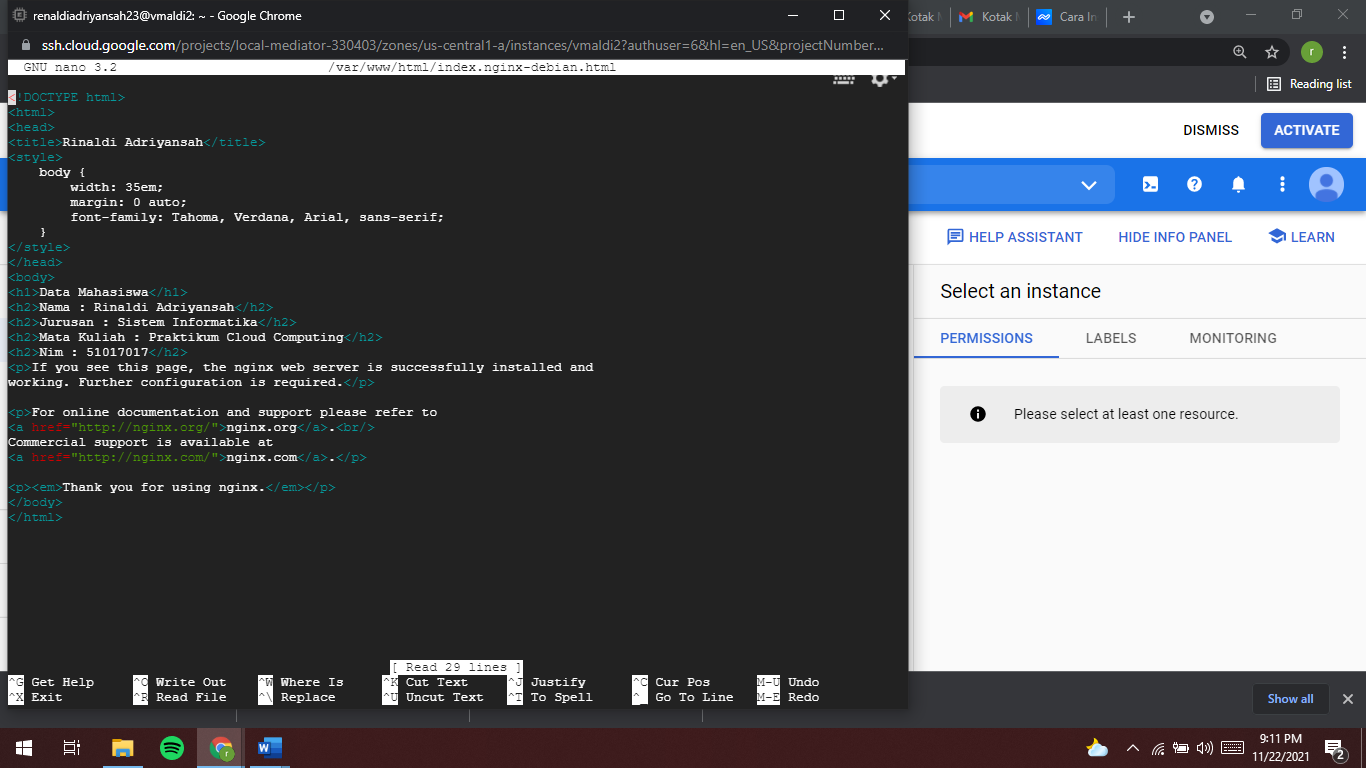 renaldiadriyansah23@vmaldi2: ~ - Google Chrome
Kotak
Kotak
Cara In
ssh.cloud.google.com/projects/local-mediator-330403/zones/us-central1-a/instances/vmaldi2?authuser=6&hl=en_US&projectNumber...
r
GNU nano 3.2 /var/www/html/index.nginx-debian.html
Reading list
<!DOCTYPE html>
<html>
<head>
<title>Rinaldi Adriyansah</title>
<style>
    body {
        width: 35em;
        margin: 0 auto;
        font-family: Tahoma, Verdana, Arial, sans-serif;
    }
</style>
</head>
<body>
<h1>Data Mahasiswa</h1>
<h2>Nama : Rinaldi Adriyansah</h2>
<h2>Jurusan : Sistem Informatika</h2>
<h2>Mata Kuliah : Praktikum Cloud Computing</h2>
<h2>Nim : 51017017</h2>
<p>If you see this page, the nginx web server is successfully installed and
working. Further configuration is required.</p>
<p>For online documentation and support please refer to
<a href="http://nginx.org/">nginx.org</a>.<br/>
Commercial support is available at
<a href="http://nginx.com/">nginx.com</a>.</p>
<p><em>Thank you for using nginx.</em></p>
</body>
</html>
[ Read 29 lines ]
^G Get Help ^O Write Out ^W Where Is ^K Cut Text ^J Justify ^C Cur Pos M-U Undo
^X Exit ^R Read File ^\ Replace ^U Uncut Text ^T To Spell ^_ Go To Line M-E Redo
DISMISS ACTIVATE
HELP ASSISTANT HIDE INFO PANEL LEARN
Select an instance
PERMISSIONS LABELS MONITORING
Please select at least one resource.
Show all
9:11 PM
11/22/2021
2